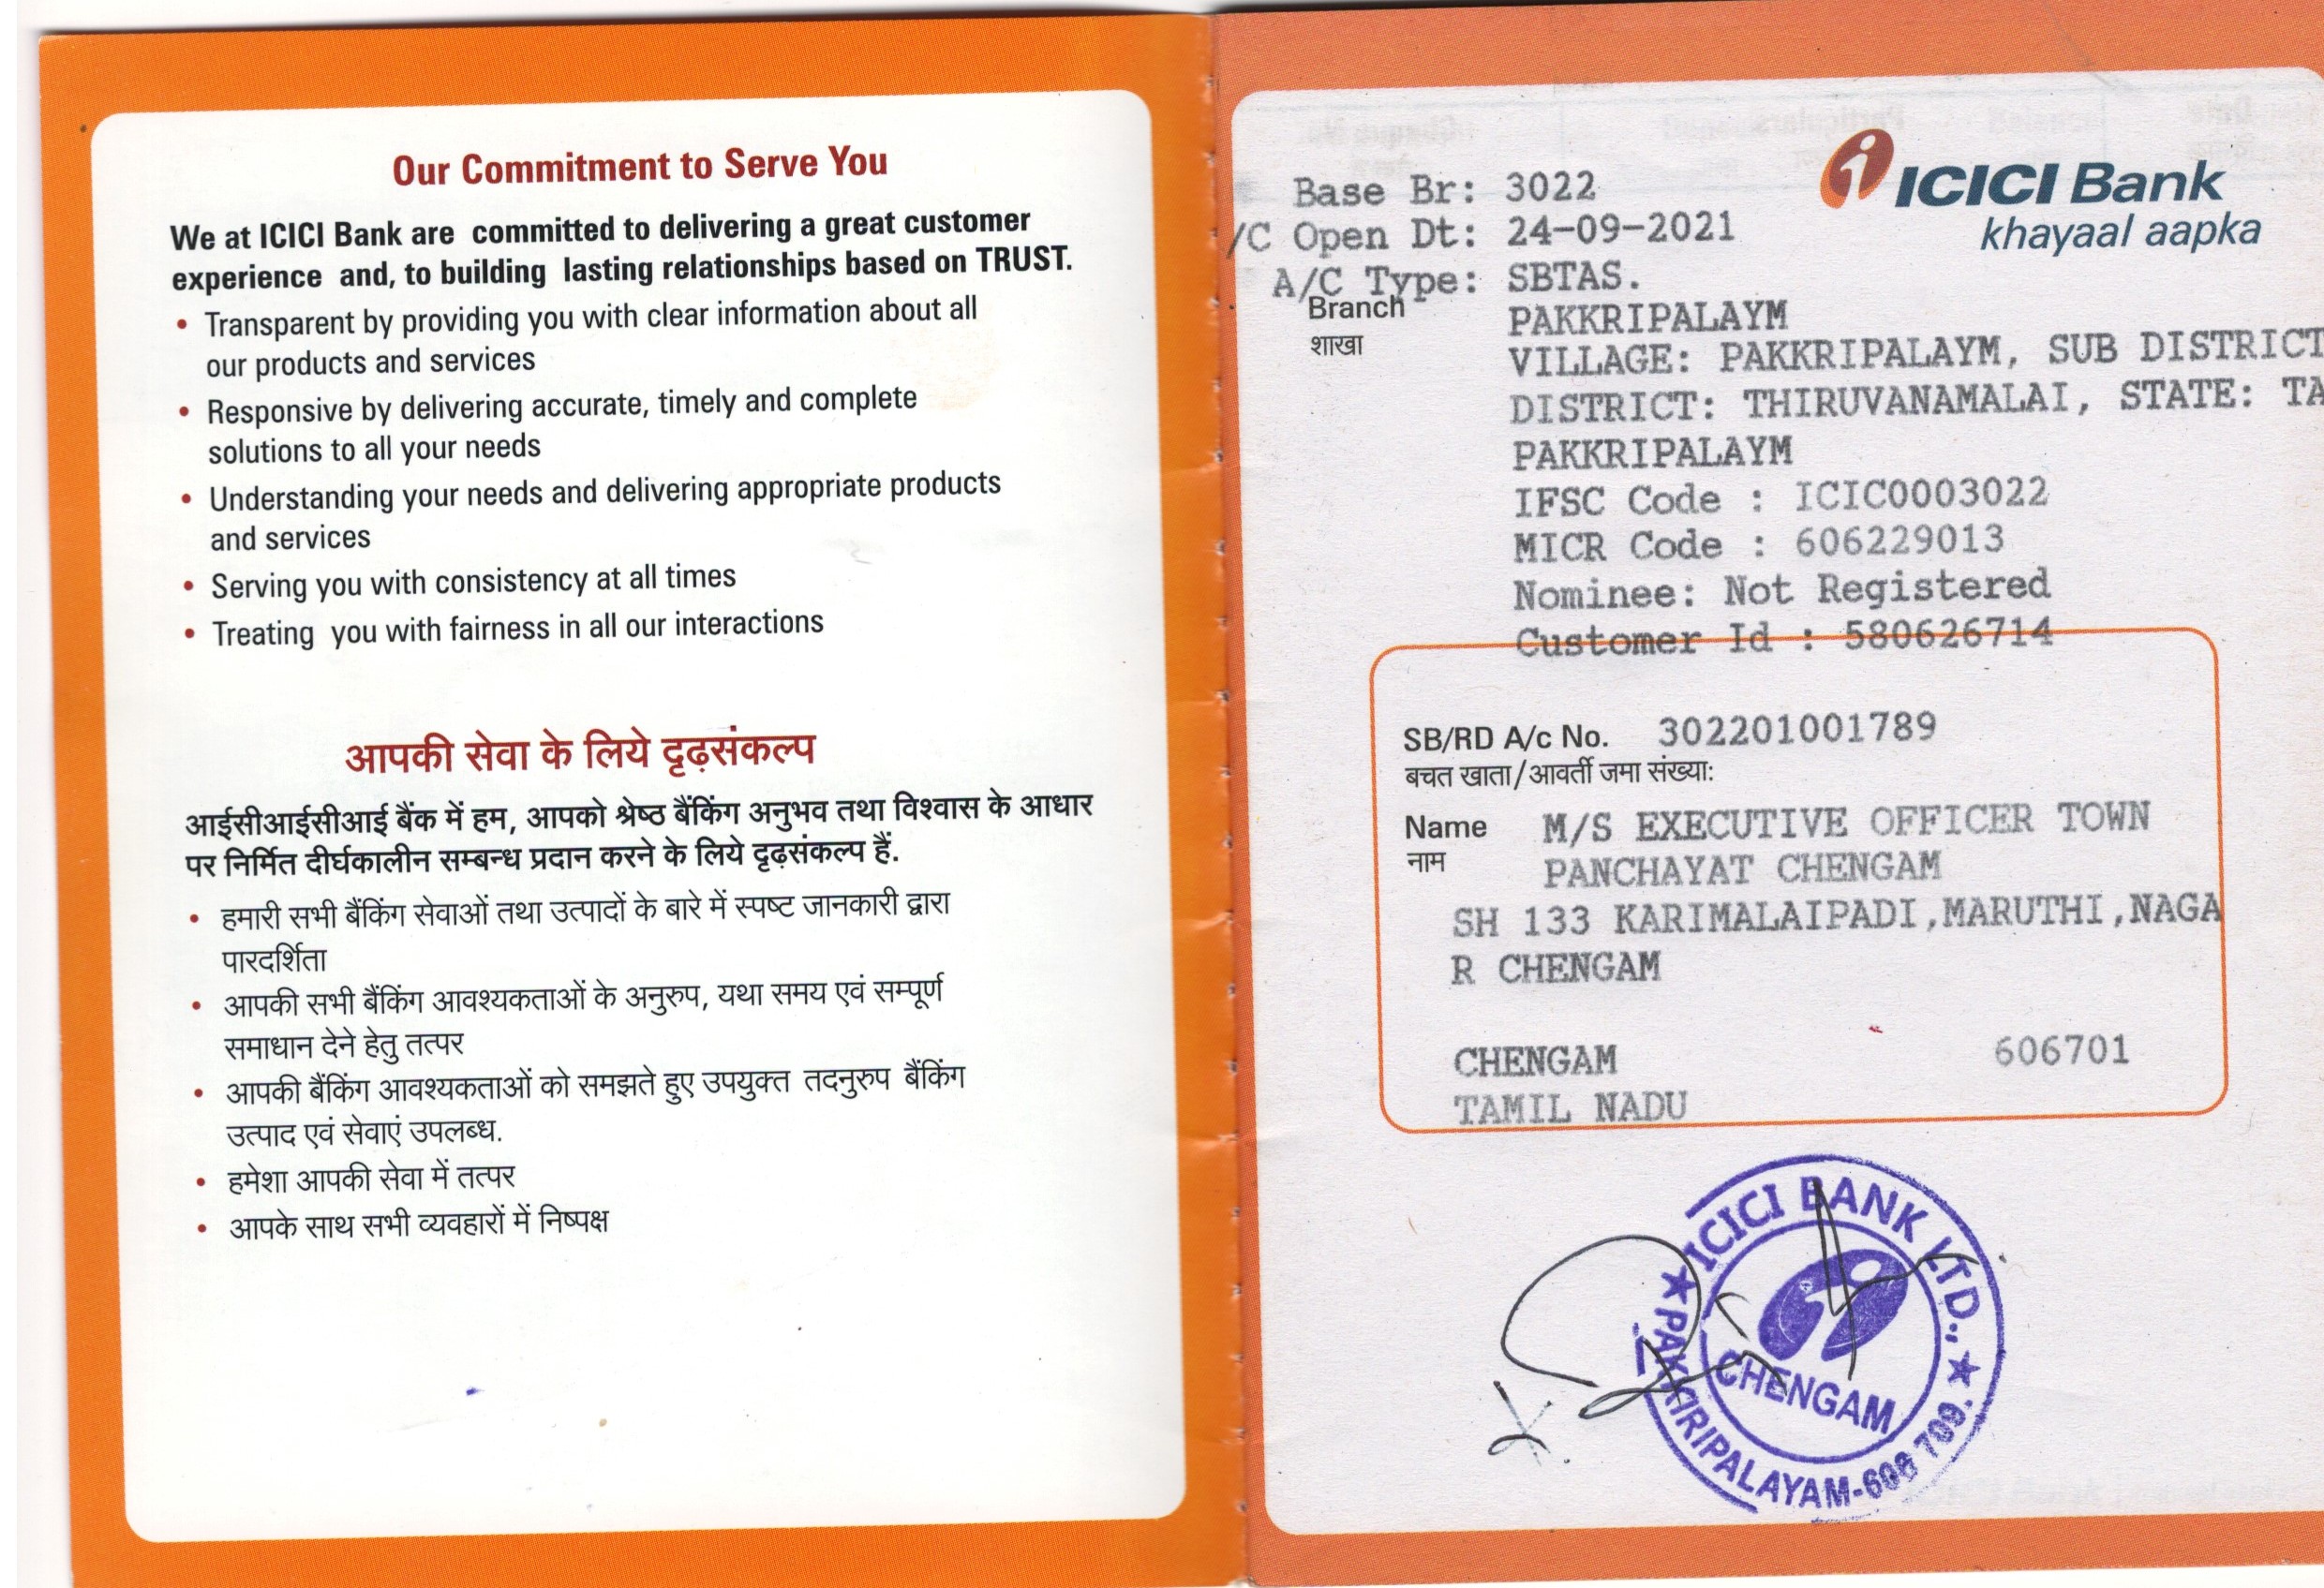 Our Commitment to Serve You
We at ICICI Bank are committed to delivering a great customer
experience and, to building lasting relationships based on TRUST.
• Transparent by providing you with clear information about all
our products and services
• Responsive by delivering accurate, timely and complete
solutions to all your needs
• Understanding your needs and delivering appropriate products
and services
• Serving you with consistency at all times
• Treating you with fairness in all our interactions
आपकी सेवा के लिये दृढ़संकल्प
आईसीआईसीआई बैंक में हम, आपको श्रेष्ठ बैंकिंग अनुभव तथा विश्वास के आधार
पर निर्मित दीर्घकालीन सम्बन्ध प्रदान करने के लिये दृढ़संकल्प हैं.
• हमारी सभी बैंकिंग सेवाओं तथा उत्पादों के बारे में स्पष्ट जानकारी द्वारा
पारदर्शिता
• आपकी सभी बैंकिंग आवश्यकताओं के अनुरुप, यथा समय एवं सम्पूर्ण
समाधान देने हेतु तत्पर
• आपकी बैंकिंग आवश्यकताओं को समझते हुए उपयुक्त तदनुरुप बैंकिंग
उत्पाद एवं सेवाएं उपलब्ध.
• हमेशा आपकी सेवा में तत्पर
• आपके साथ सभी व्यवहारों में निष्पक्ष
ICICI Bank
khayaal aapka
Base Br: 3022
/C Open Dt: 24-09-2021
A/C Type: SBTAS.
Branch PAKKRIPALAYM
शाखा
VILLAGE: PAKKRIPALAYM, SUB DISTRICT
DISTRICT: THIRUVANAMALAI, STATE: TA
PAKKRIPALAYM
IFSC Code : ICIC0003022
MICR Code : 606229013
Nominee: Not Registered
Customer Id : 580626714
SB/RD A/c No. 302201001789
बचत खाता/आवर्ती जमा संख्या:
Name M/S EXECUTIVE OFFICER TOWN
नाम PANCHAYAT CHENGAM
SH 133 KARIMALAIPADI,MARUTHI,NAGA
R CHENGAM
CHENGAM 606701
TAMIL NADU
ICICI BANK LTD.,
CHENGAM
PAKKIRIPALAYAM-606 709.